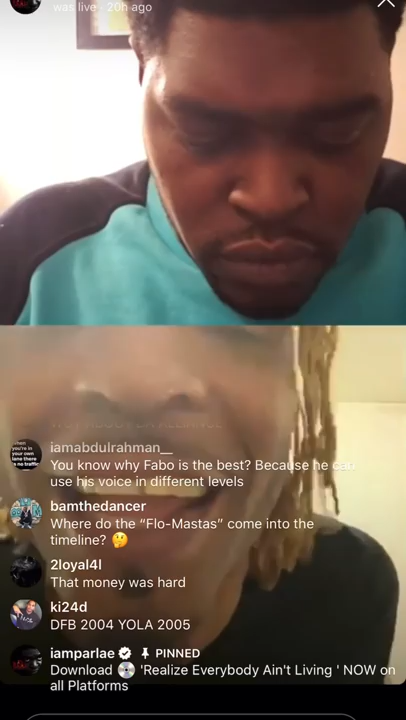 was live · 20h ago
iamabdulrahman__
You know why Fabo is the best? Because he can
use his voice in different levels
bamthedancer
Where do the “Flo-Mastas” come into the
timeline? 🤔
2loyal4l
That money was hard
ki24d
DFB 2004 YOLA 2005
iamparlae PINNED
Download 💿 'Realize Everybody Ain't Living ' NOW on
all Platforms